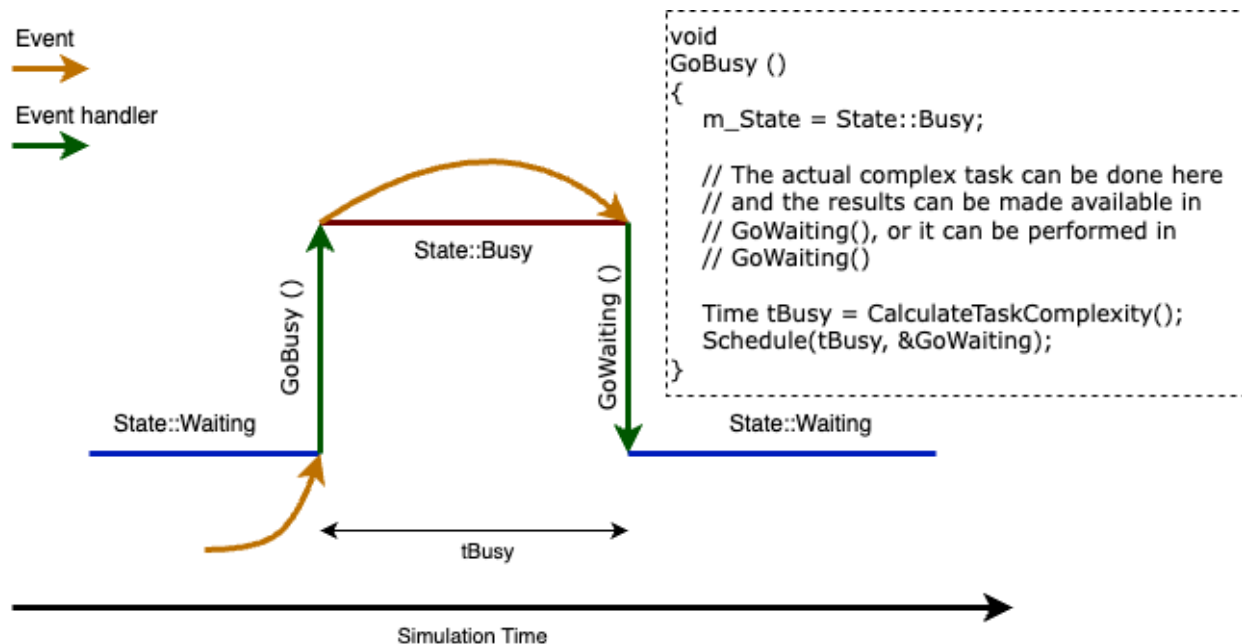 Event
Event handler
void
GoBusy ()
{
m_State = State::Busy;
// The actual complex task can be done here
// and the results can be made available in
// GoWaiting(), or it can be performed in
// GoWaiting()
Time tBusy = CalculateTaskComplexity();
Schedule(tBusy, &GoWaiting);
}
State::Busy
GoBusy ()
GoWaiting ()
State::Waiting
State::Waiting
tBusy
Simulation Time